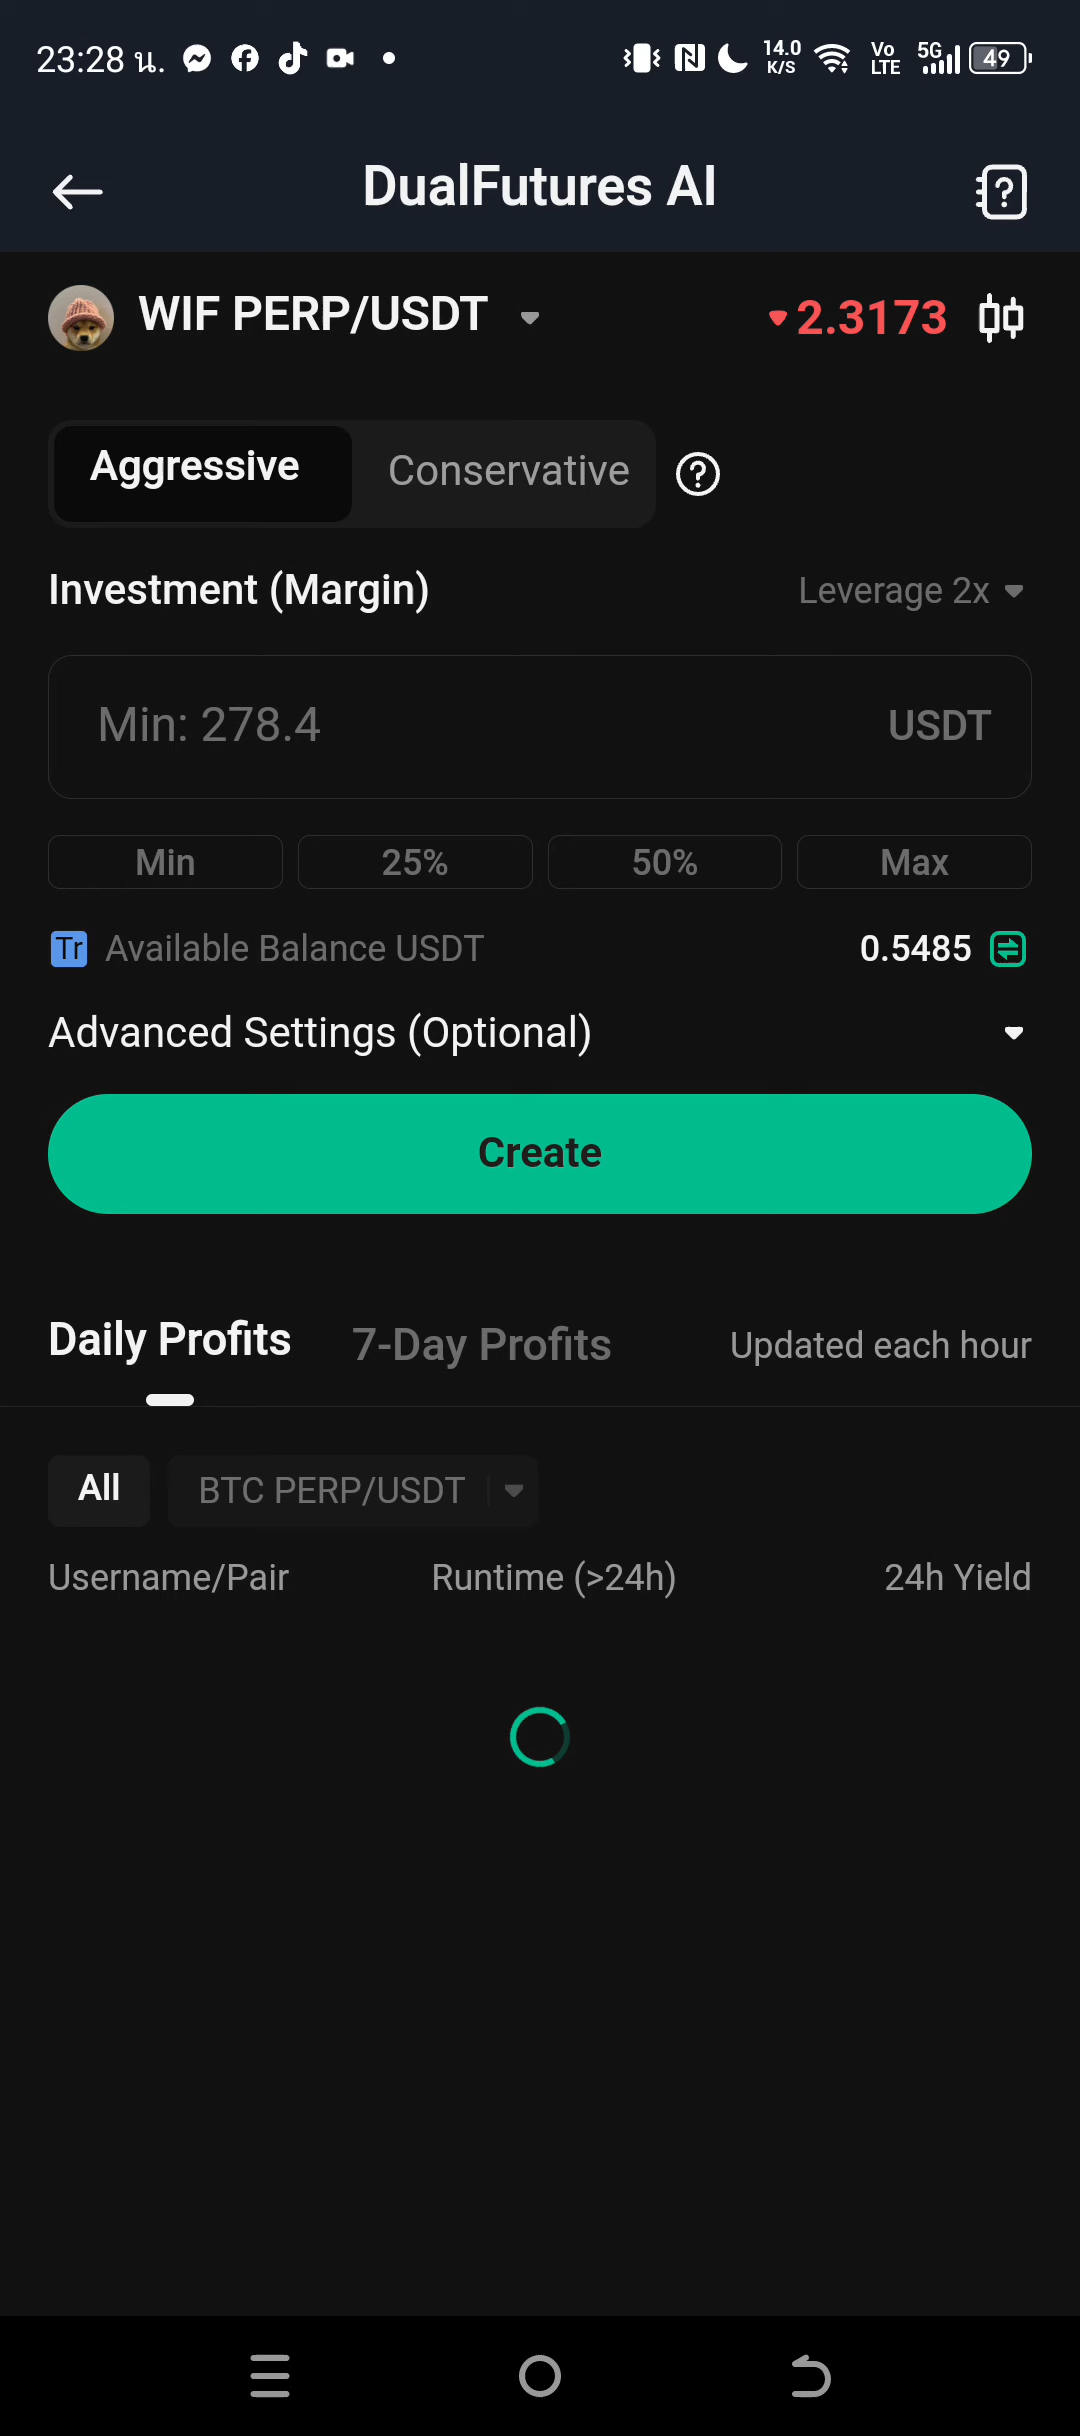 23:28 น. 14.0 K/S Vo LTE 5G 49
DualFutures AI
WIF PERP/USDT 2.3173
Aggressive Conservative
Investment (Margin) Leverage 2x
Min: 278.4 USDT
Min 25% 50% Max
Tr Available Balance USDT 0.5485
Advanced Settings (Optional)
Create
Daily Profits 7-Day Profits Updated each hour
All BTC PERP/USDT
Username/Pair Runtime (>24h) 24h Yield